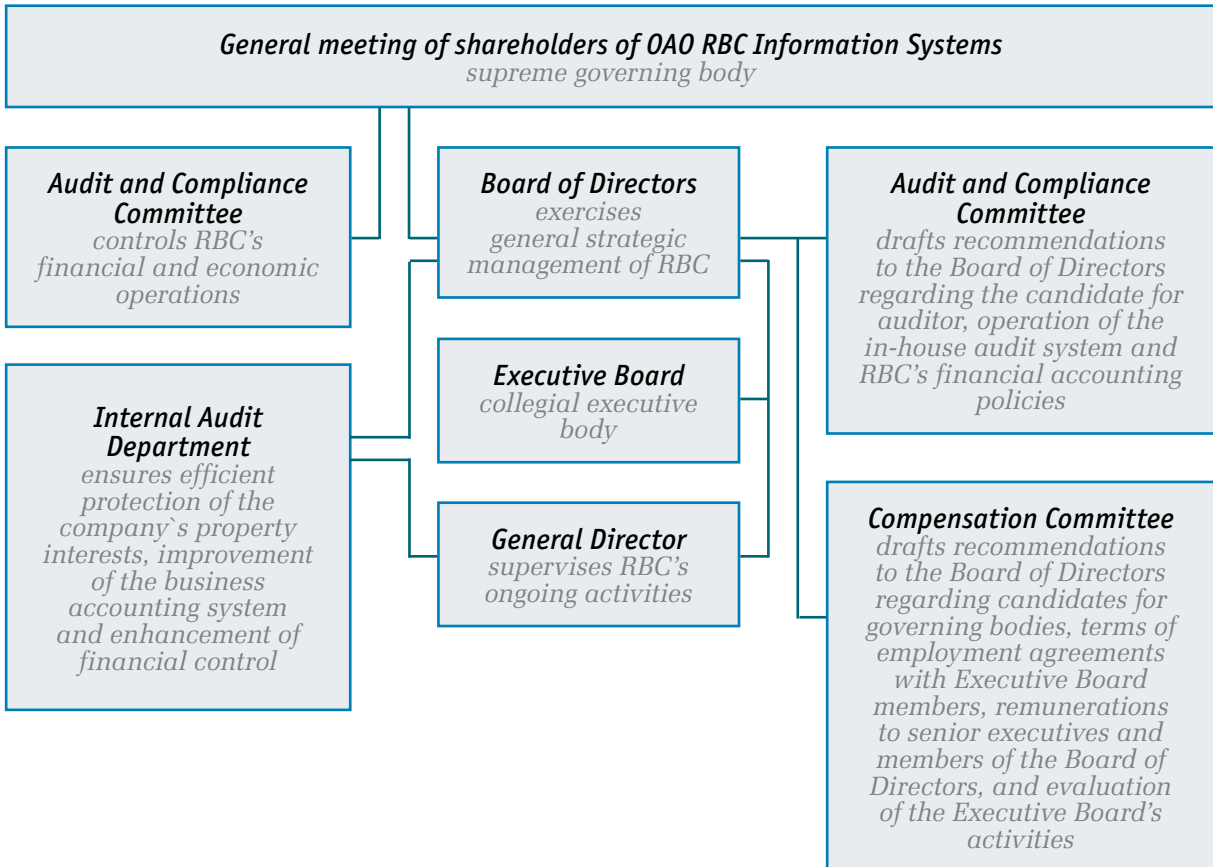 General meeting of shareholders of OAO RBC Information Systems
supreme governing body
Audit and Compliance
Committee
controls RBC's
financial and economic
operations
Board of Directors
exercises
general strategic
management of RBC
Audit and Compliance
Committee
drafts recommendations
to the Board of Directors
regarding the candidate for
auditor, operation of the
in-house audit system and
RBC's financial accounting
policies
Internal Audit
Department
ensures efficient
protection of the
company`s property
interests, improvement
of the business
accounting system
and enhancement of
financial control
Executive Board
collegial executive
body
General Director
supervises RBC's
ongoing activities
Compensation Committee
drafts recommendations
to the Board of Directors
regarding candidates for
governing bodies, terms of
employment agreements
with Executive Board
members, remunerations
to senior executives and
members of the Board of
Directors, and evaluation
of the Executive Board's
activities